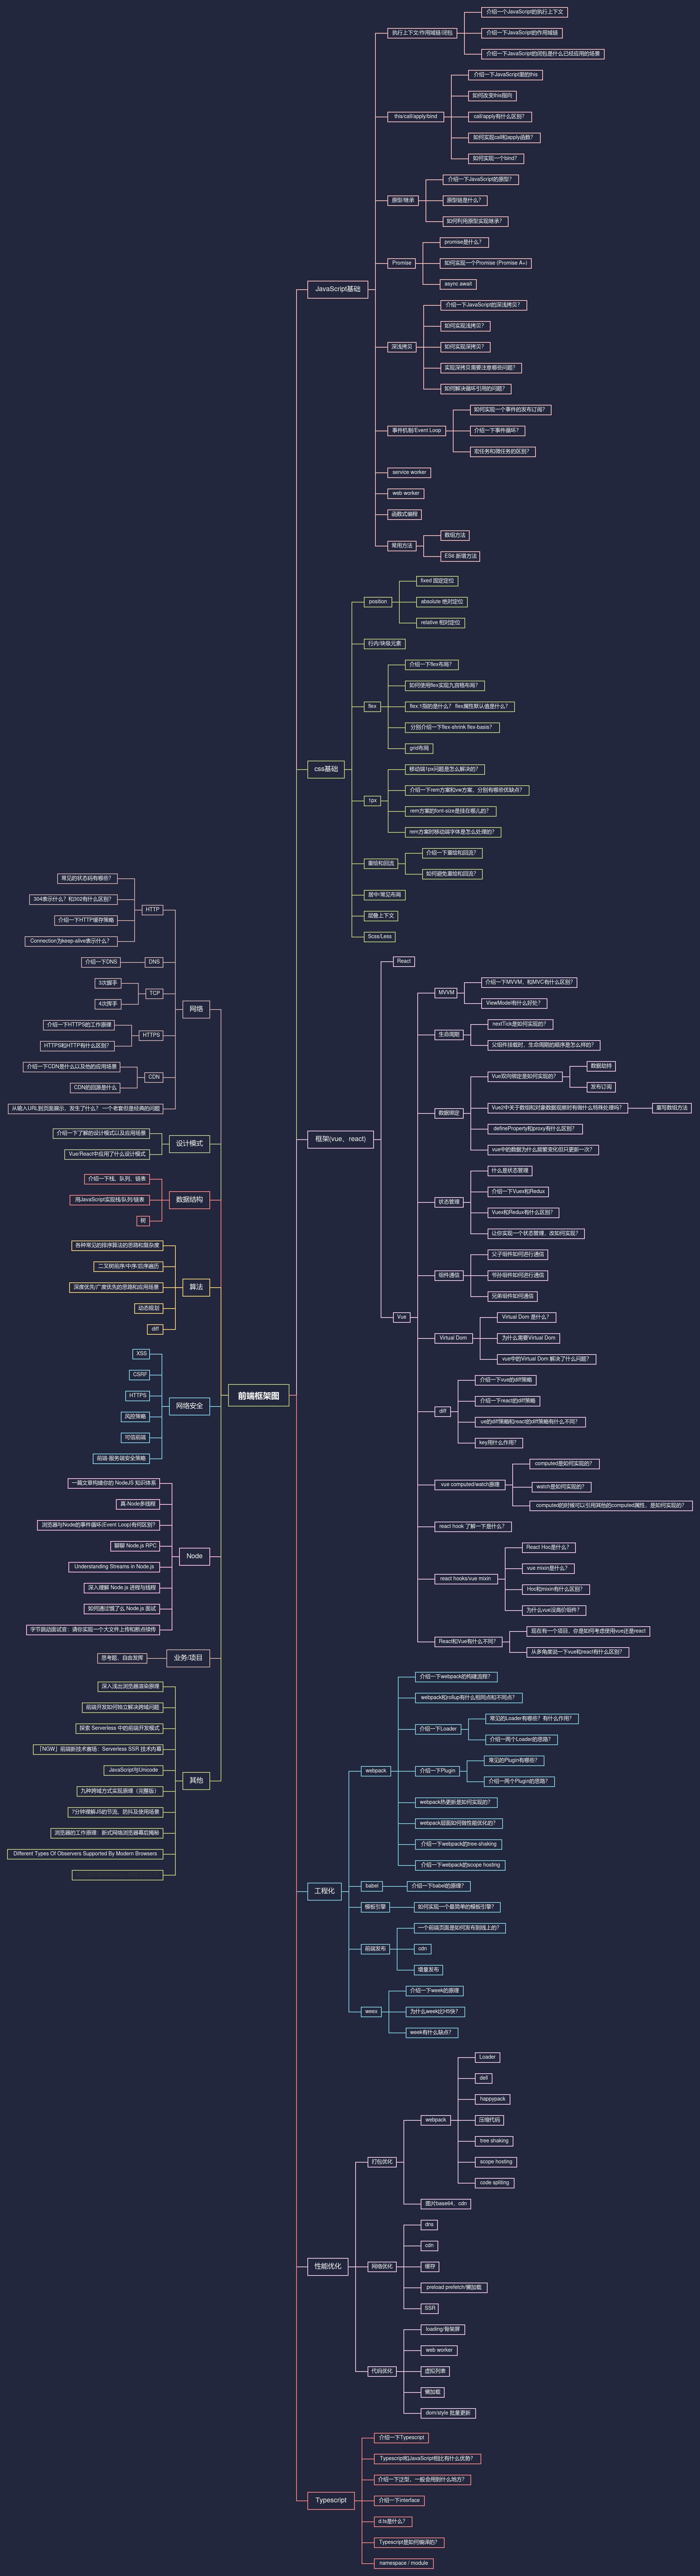 前端框架图
JavaScript基础
执行上下文/作用域链/闭包
介绍一个JavaScript的执行上下文
介绍一下JavaScript的作用域链
介绍一下JavaScript的闭包是什么已经应用的场景
this/call/apply/bind
介绍一下JavaScript里的this
如何改变this指向
call/apply有什么区别?
如何实现call和apply函数?
如何实现一个bind?
原型/继承
介绍一下JavaScript的原型?
原型链是什么?
如何利用原型实现继承?
Promise
promise是什么?
如何实现一个Promise (Promise A+)
async await
深浅拷贝
介绍一下JavaScript的深浅拷贝?
如何实现浅拷贝?
如何实现深拷贝?
实现深拷贝需要注意哪些问题?
如何解决循环引用的问题?
事件机制/Event Loop
如何实现一个事件的发布订阅?
介绍一下事件循环?
宏任务和微任务的区别?
service worker
web worker
函数式编程
常用方法
数组方法
ES6 新增方法
css基础
position
fixed 固定定位
absolute 绝对定位
relative 相对定位
行内/块级元素
flex
介绍一下flex布局?
如何使用flex实现九宫格布局?
flex:1指的是什么? flex属性默认值是什么?
分别介绍一下flex-shrink flex-basis?
grid布局
1px
移动端1px问题是怎么解决的?
介绍一下rem方案和vw方案，分别有哪些优缺点?
rem方案的font-size是挂在哪儿的?
rem方案时移动端字体是怎么处理的?
重绘和回流
介绍一下重绘和回流?
如何避免重绘和回流?
居中/常见布局
层叠上下文
Scss/Less
框架(vue、react)
React
Vue
MVVM
介绍一下MVVM，和MVC有什么区别?
ViewModel有什么好处?
生命周期
nextTick是如何实现的?
父组件挂载时，生命周期的顺序是怎么样的?
数据绑定
Vue双向绑定是如何实现的?
数据劫持
发布订阅
Vue2中关于数组和对象数据观察时有做什么特殊处理吗?
重写数组方法
defineProperty和proxy有什么区别?
vue中的数据为什么频繁变化但只更新一次?
状态管理
什么是状态管理
介绍一下Vuex和Redux
Vuex和Redux有什么区别?
让你实现一个状态管理，改如何实现?
组件通信
父子组件如何进行通信
爷孙组件如何进行通信
兄弟组件如何通信
Virtual Dom
Virtual Dom 是什么?
为什么需要Virtual Dom
vue中的Virtual Dom 解决了什么问题?
diff
介绍一下vue的diff策略
介绍一下react的diff策略
ue的diff策略和react的diff策略有什么不同?
key用什么作用?
vue computed/watch原理
computed是如何实现的?
watch是如何实现的?
computed的时候可以引用其他的computed属性，是如何实现的?
react hook 了解一下是什么?
react hooks/vue mixin
React Hoc是什么?
vue mixin是什么?
Hoc和mixin有什么区别?
为什么vue没高价组件?
React和Vue有什么不同?
现在有一个项目，你是如何考虑使用vue还是react
从多角度说一下vue和react有什么区别?
工程化
webpack
介绍一下webpack的构建流程?
webpack和rollup有什么相同点和不同点?
介绍一下Loader
常见的Loader有哪些? 有什么作用?
介绍一两个Loader的思路?
介绍一下Plugin
常见的Plugin有哪些?
介绍一两个Plugin的思路?
webpack热更新是如何实现的?
webpack层面如何做性能优化的?
介绍一下webpack的tree-shaking
介绍一下webpack的scope hosting
babel
介绍一下babel的原理?
模板引擎
如何实现一个最简单的模板引擎?
前端发布
一个前端页面是如何发布到线上的?
cdn
增量发布
weex
介绍一下week的原理
为什么week比H5快?
week有什么缺点?
性能优化
打包优化
webpack
Loader
dell
happypack
压缩代码
tree shaking
scope hosting
code spliting
图片base64、cdn
网络优化
dns
cdn
缓存
preload prefetch/懒加载
SSR
代码优化
loading/骨架屏
web worker
虚拟列表
懒加载
dom/style 批量更新
Typescript
介绍一下Typescript
Typescript和JavaScript相比有什么优势?
介绍一下泛型，一般会用到什么地方?
介绍一下interface
d.ts是什么?
Typescript是如何编译的?
namespace / module
网络
HTTP
常见的状态码有哪些?
304表示什么? 和302有什么区别?
介绍一下HTTP缓存策略
Connection为keep-alive表示什么?
DNS
介绍一下DNS
TCP
3次握手
4次挥手
HTTPS
介绍一下HTTPS的工作原理
HTTPS和HTTP有什么区别?
CDN
介绍一下CDN是什么以及他的应用场景
CDN的回源是什么
从输入URL到页面展示，发生了什么? 一个老套但是经典的问题
设计模式
介绍一下了解的设计模式以及应用场景
Vue/React中应用了什么设计模式
数据结构
介绍一下栈、队列、链表
用JavaScript实现栈/队列/链表
树
算法
各种常见的排序算法的思路和复杂度
二叉树前序/中序/后序遍历
深度优先/广度优先的思路和应用场景
动态规划
diff
网络安全
XSS
CSRF
HTTPS
风控策略
可信前端
前端-服务端安全策略
Node
一篇文章构建你的 NodeJS 知识体系
真-Node多线程
浏览器与Node的事件循环(Event Loop)有何区别?
聊聊 Node.js RPC
Understanding Streams in Node.js
深入理解 Node.js 进程与线程
如何通过饿了么 Node.js 面试
字节跳动面试官：请你实现一个大文件上传和断点续传
业务/项目
思考题，自由发挥
其他
深入浅出浏览器渲染原理
前端开发如何独立解决跨域问题
探索 Serverless 中的前端开发模式
「NGW」前端新技术赛场：Serverless SSR 技术内幕
JavaScript与Unicode
九种跨域方式实现原理（完整版）
7分钟理解JS的节流、防抖及使用场景
浏览器的工作原理：新式网络浏览器幕后揭秘
Different Types Of Observers Supported By Modern Browsers